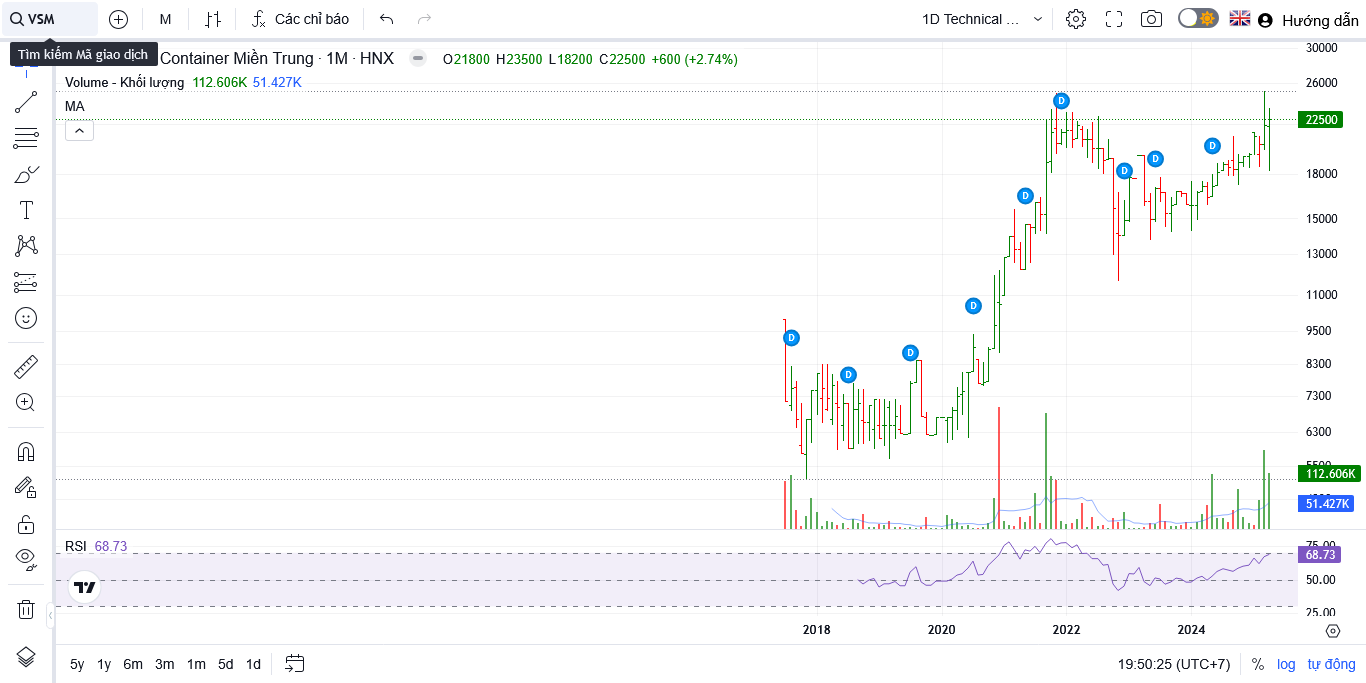 VSM
M
Các chỉ báo
1D Technical ...
Hướng dẫn
Tìm kiếm Mã giao dịch
Container Miền Trung · 1M · HNX
O21800 H23500 L18200 C22500 +600 (+2.74%)
Volume - Khối lượng 112.606K 51.427K
MA
30000
26000
22500
18000
15000
13000
11000
9500
8300
7300
6300
5500
112.606K
51.427K
D
D
D
D
D
D
D
D
D
RSI 68.73
75.00
68.73
50.00
25.00
2018
2020
2022
2024
5y 1y 6m 3m 1m 5d 1d
19:50:25 (UTC+7)
%
log
tự động